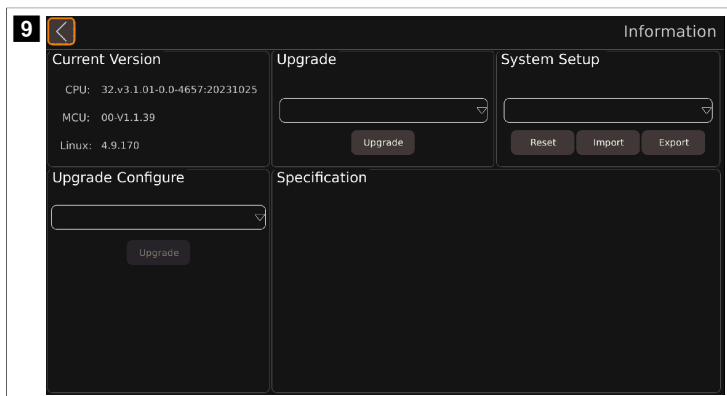 9
Information
Current Version
CPU: 32.v3.1.01-0.0-4657:20231025
MCU: 00-V1.1.39
Linux: 4.9.170
Upgrade
Upgrade
System Setup
Reset Import Export
Upgrade Configure
Upgrade
Specification